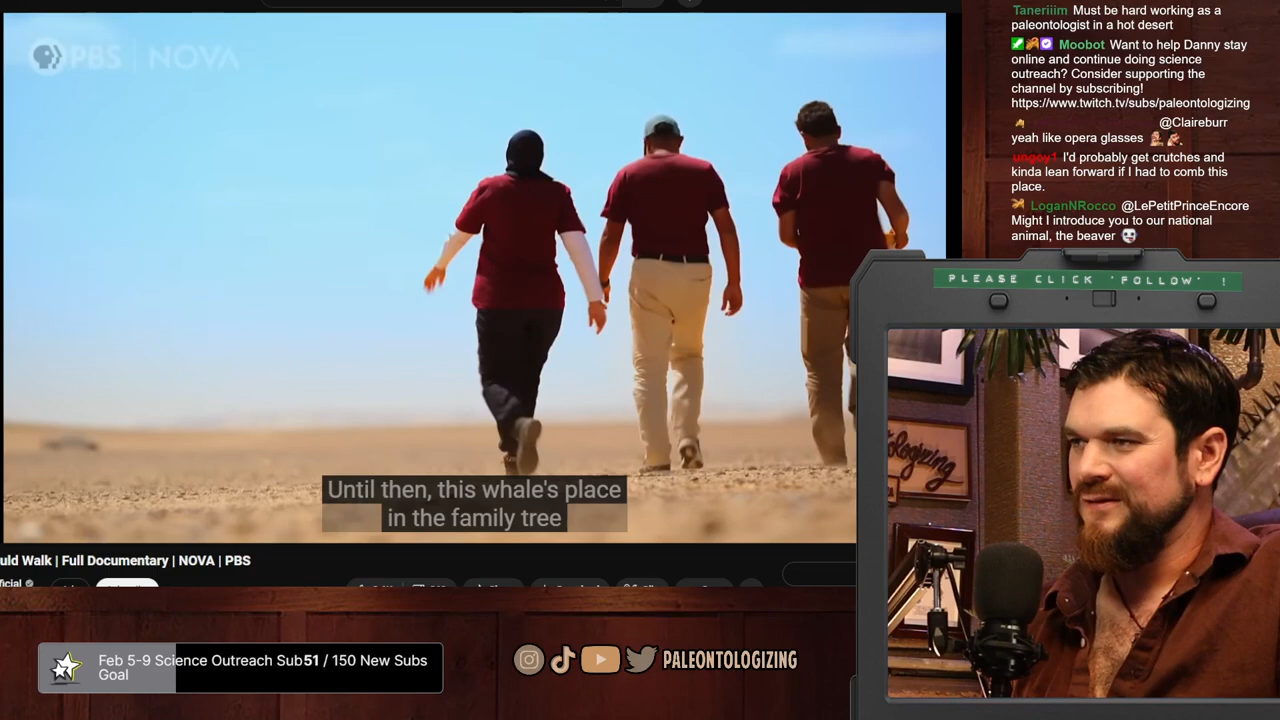 PBS | NOVA
Taneriiim Must be hard working as a
paleontologist in a hot desert
Moobot Want to help Danny stay
online and continue doing science
outreach? Consider supporting the
channel by subscribing!
https://www.twitch.tv/subs/paleontologizing
@Claireburr
yeah like opera glasses
ungoy1 I'd probably get crutches and
kinda lean forward if I had to comb this
place.
LoganNRocco @LePetitPrinceEncore
Might I introduce you to our national
animal, the beaver
PLEASE CLICK "FOLLOW" !
ologizing
Until then, this whale's place
in the family tree
uld Walk | Full Documentary | NOVA | PBS
ficial
Feb 5-9 Science Outreach Sub 51 / 150 New Subs
Goal
PALEONTOLOGIZING